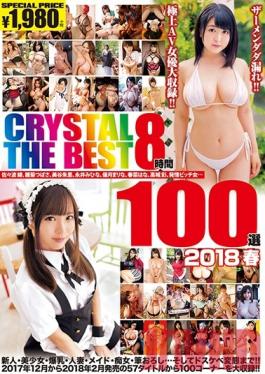 SPECIAL PRICE
¥1,980+税
極上AV女優大収録!!
ザーメンダダ漏れ!!
CRYSTAL
THE BEST 8時間
100選
2018春
新人・美少女・爆乳・人妻・メイド・痴女・筆おろし…そしてドスケベ変態まで!!
2017年12月から2018年2月発売の57タイトルから100コーナーを大収録!!